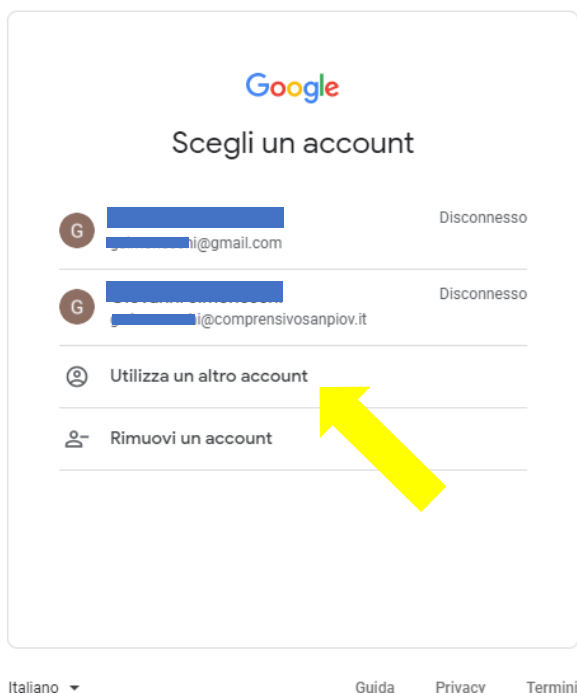 Google
Scegli un account
G
Disconnesso
i@gmail.com
G
Disconnesso
i@comprensivosanpiov.it
Utilizza un altro account
Rimuovi un account
Italiano
Guida Privacy Termini